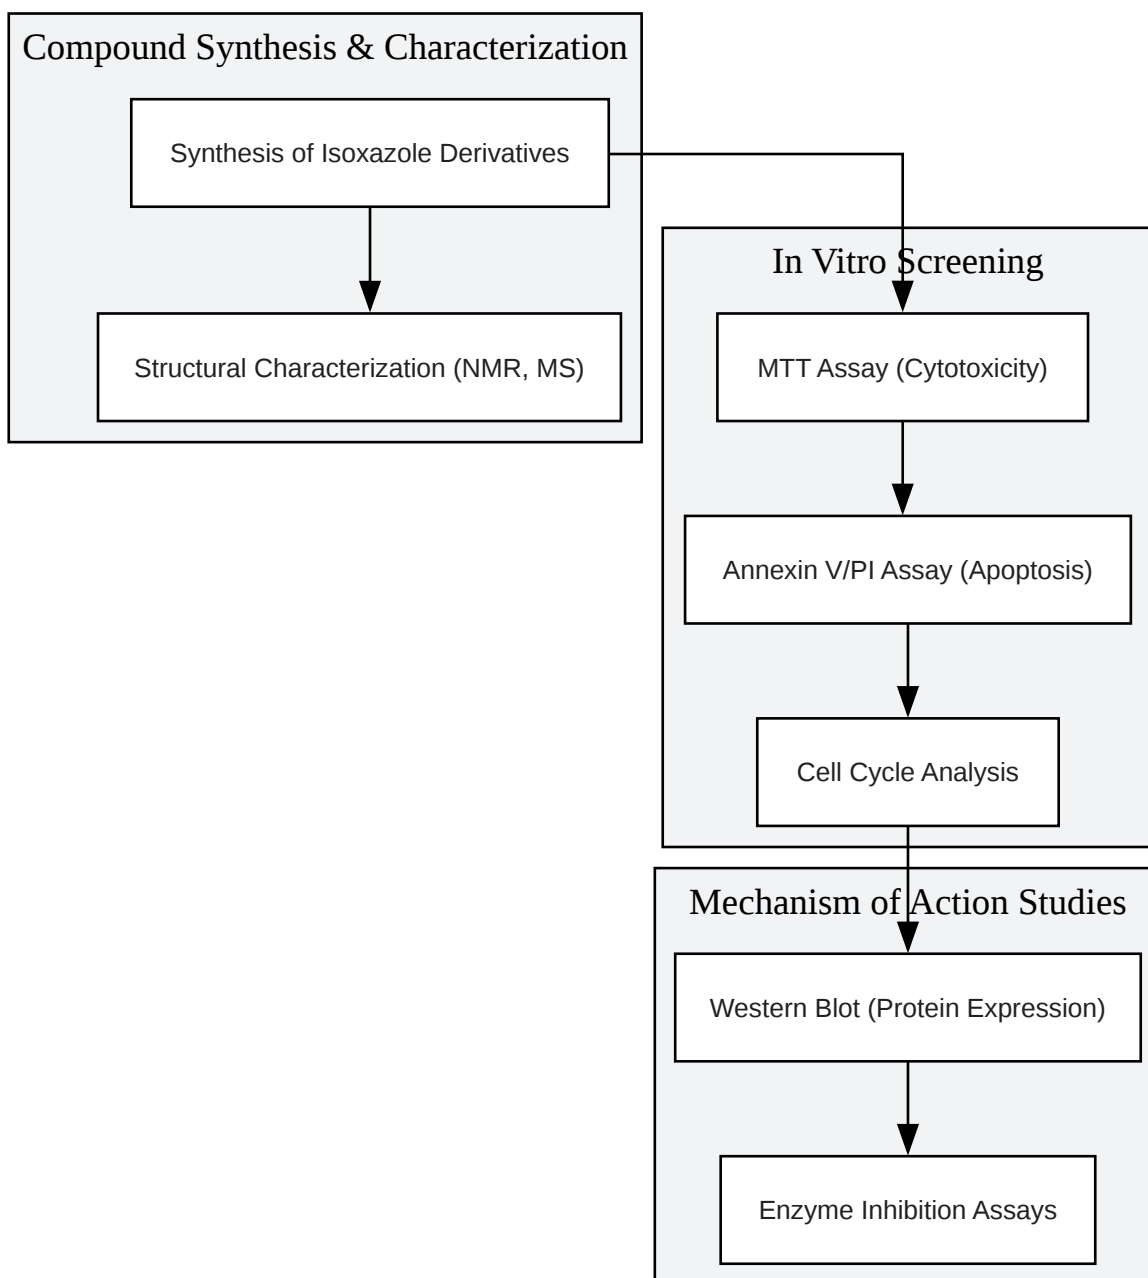 Compound Synthesis & Characterization
Synthesis of Isoxazole Derivatives
Structural Characterization (NMR, MS)
In Vitro Screening
MTT Assay (Cytotoxicity)
Annexin V/PI Assay (Apoptosis)
Cell Cycle Analysis
Mechanism of Action Studies
Western Blot (Protein Expression)
Enzyme Inhibition Assays